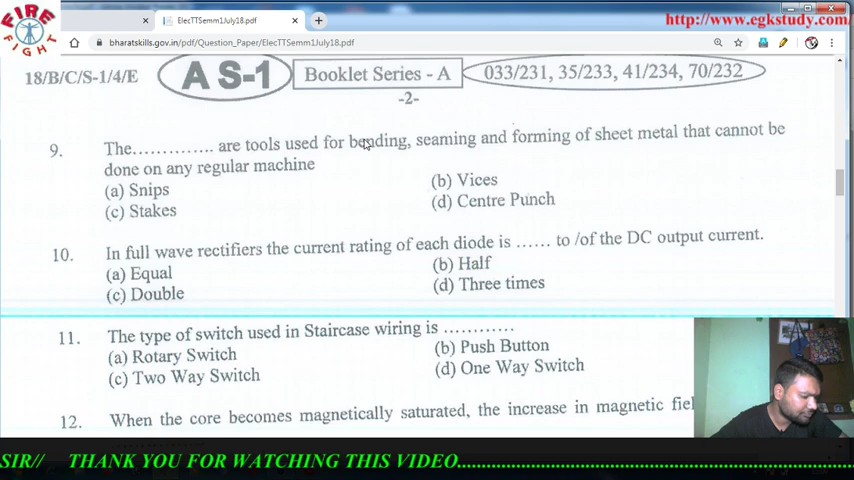 FIRE
FIGHT
ElecTTSemm1July18.pdf
http://www.egkstudy.com/
bharatskills.gov.in/pdf/Question_Paper/ElecTTSemm1July18.pdf
18/B/C/S-1/4/E
A S-1
Booklet Series - A
033/231, 35/233, 41/234, 70/232
-2-
9. The.............. are tools used for bending, seaming and forming of sheet metal that cannot be
done on any regular machine
(a) Snips (b) Vices
(c) Stakes (d) Centre Punch
10. In full wave rectifiers the current rating of each diode is ...... to /of the DC output current.
(a) Equal (b) Half
(c) Double (d) Three times
11. The type of switch used in Staircase wiring is ............
(a) Rotary Switch (b) Push Button
(c) Two Way Switch (d) One Way Switch
12. When the core becomes magnetically saturated, the increase in magnetic fiel
SIR// THANK YOU FOR WATCHING THIS VIDEO..................................................